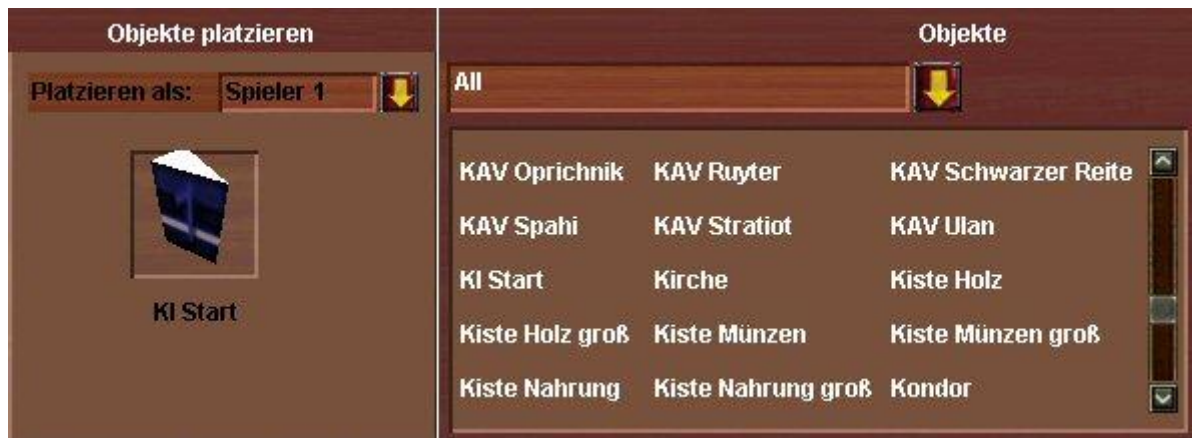 Objekte platzieren
Platzieren als: Spieler 1
KI Start
Objekte
All
KAV Oprichnik KAV Ruyter KAV Schwarzer Reite
KAV Spahi KAV Stratiot KAV Ulan
KI Start Kirche Kiste Holz
Kiste Holz groß Kiste Münzen Kiste Münzen groß
Kiste Nahrung Kiste Nahrung groß Kondor